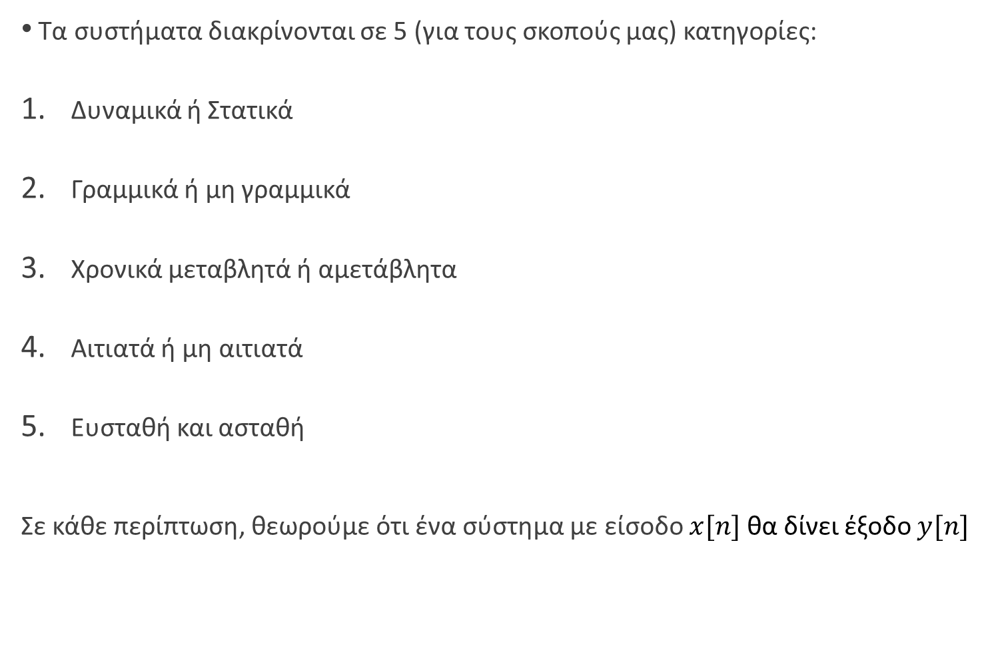 • Τα συστήματα διακρίνονται σε 5 (για τους σκοπούς μας) κατηγορίες:
1. Δυναμικά ή Στατικά
2. Γραμμικά ή μη γραμμικά
3. Χρονικά μεταβλητά ή αμετάβλητα
4. Αιτιατά ή μη αιτιατά
5. Ευσταθή και ασταθή
Σε κάθε περίπτωση, θεωρούμε ότι ένα σύστημα με είσοδο x[n] θα δίνει έξοδο y[n]